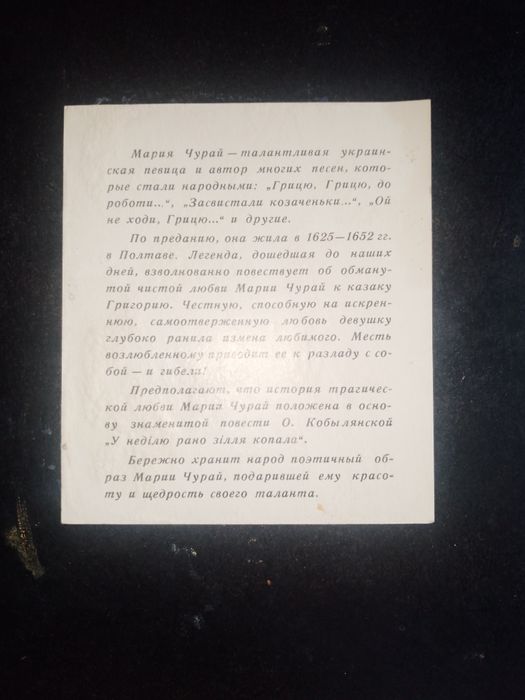 Мария Чурай — талантливая украин-
ская певица и автор многих песен, кото-
рые стали народными: „Грицю, Грицю, до
роботи...“, „Засвистали козаченьки...“, „Ой
не ходи, Грицю...“ и другие.
По преданию, она жила в 1625—1652 гг.
в Полтаве. Легенда, дошедшая до наших
дней, взволнованно повествует об обману-
той чистой любви Марии Чурай к казаку
Григорию. Честную, способную на искрен-
нюю, самоотверженную любовь девушку
глубоко ранила измена любимого. Месть
возлюбленному приводит ее к разладу с со-
бой — и гибели!
Предполагают, что история трагичес-
кой любви Марии Чурай положена в осно-
ву знаменитой повести О. Кобылянской
„У неділю рано зілля копала“.
Бережно хранит народ поэтичный об-
раз Марии Чурай, подарившей ему красо-
ту и щедрость своего таланта.